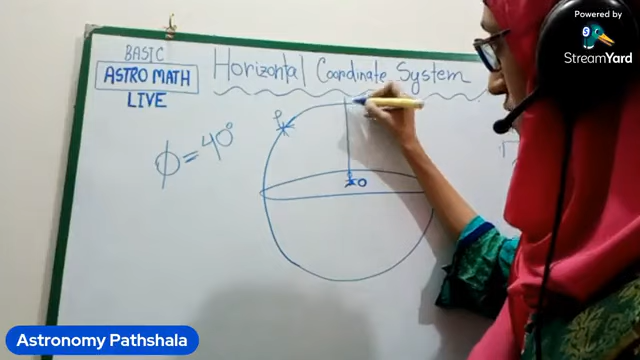 Powered by
StreamYard
BASIC
ASTRO MATH
LIVE
Horizontal Coordinate System
P
φ = 40°
O
Astronomy Pathshala